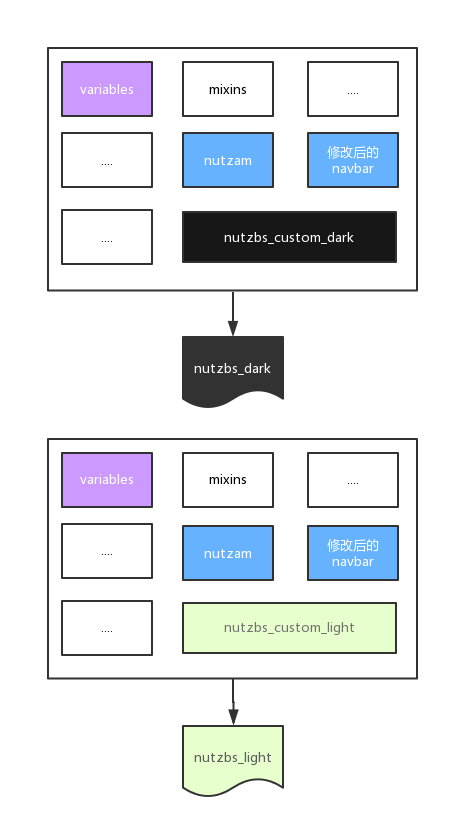 variables
mixins
....
....
nutzam
修改后的
navbar
....
nutzbs_custom_dark
nutzbs_dark
variables
mixins
....
....
nutzam
修改后的
navbar
....
nutzbs_custom_light
nutzbs_light